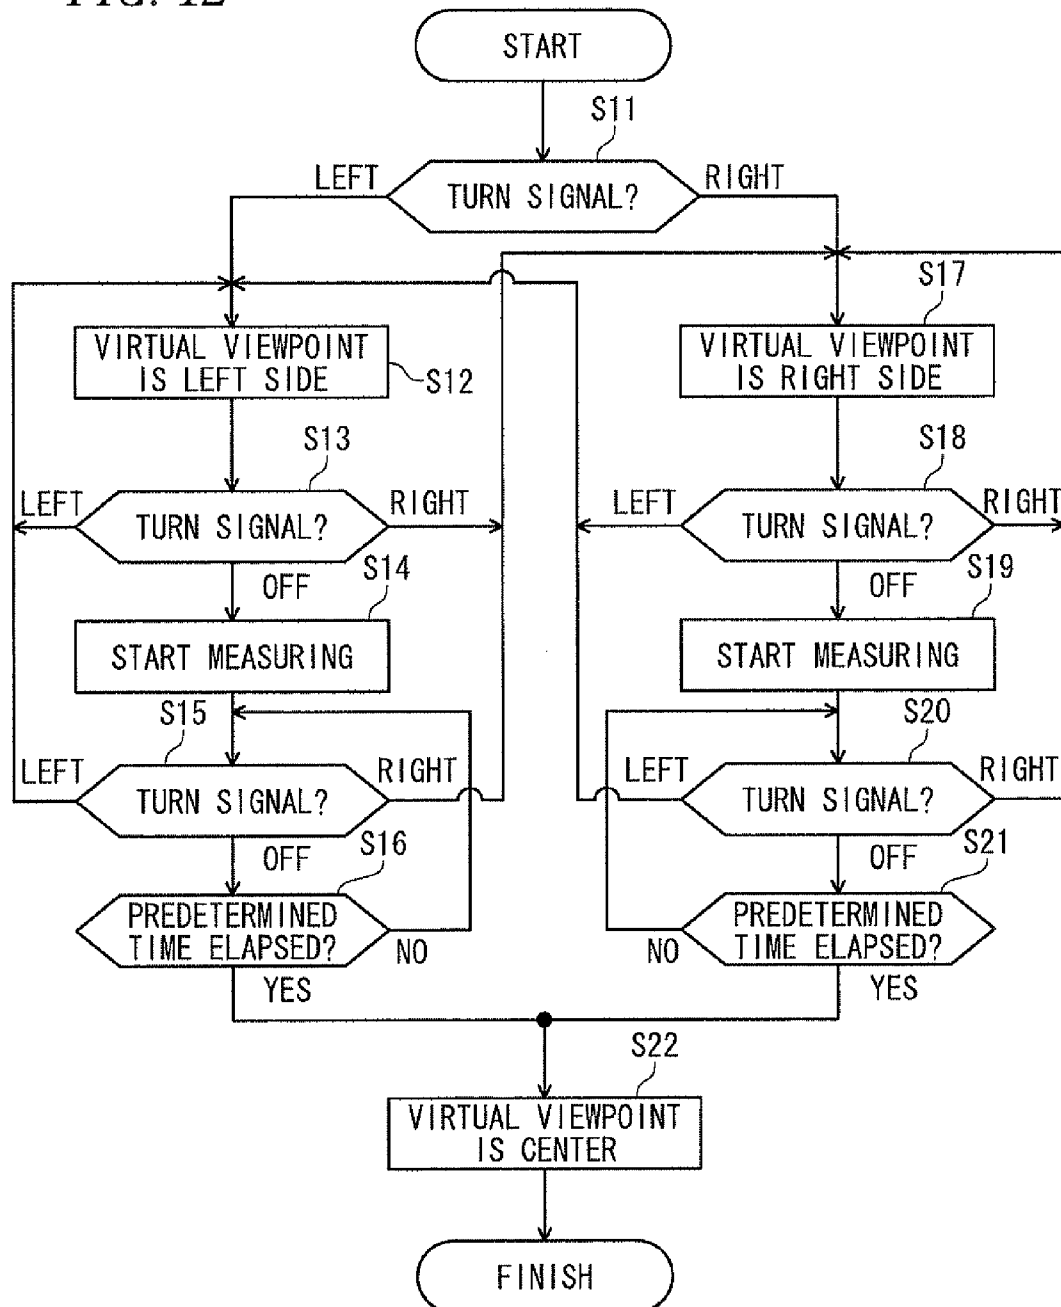 FIG. 12
START
S11
LEFT
TURN SIGNAL?
RIGHT
S17
VIRTUAL VIEWPOINT
IS LEFT SIDE
S12
VIRTUAL VIEWPOINT
IS RIGHT SIDE
S13
S18
LEFT
TURN SIGNAL?
RIGHT
LEFT
TURN SIGNAL?
RIGHT
OFF
S14
OFF
S19
START MEASURING
START MEASURING
S15
S20
LEFT
TURN SIGNAL?
RIGHT
LEFT
TURN SIGNAL?
RIGHT
OFF
S16
OFF
S21
PREDETERMINED
TIME ELAPSED?
NO
NO
PREDETERMINED
TIME ELAPSED?
YES
YES
S22
VIRTUAL VIEWPOINT
IS CENTER
FINISH